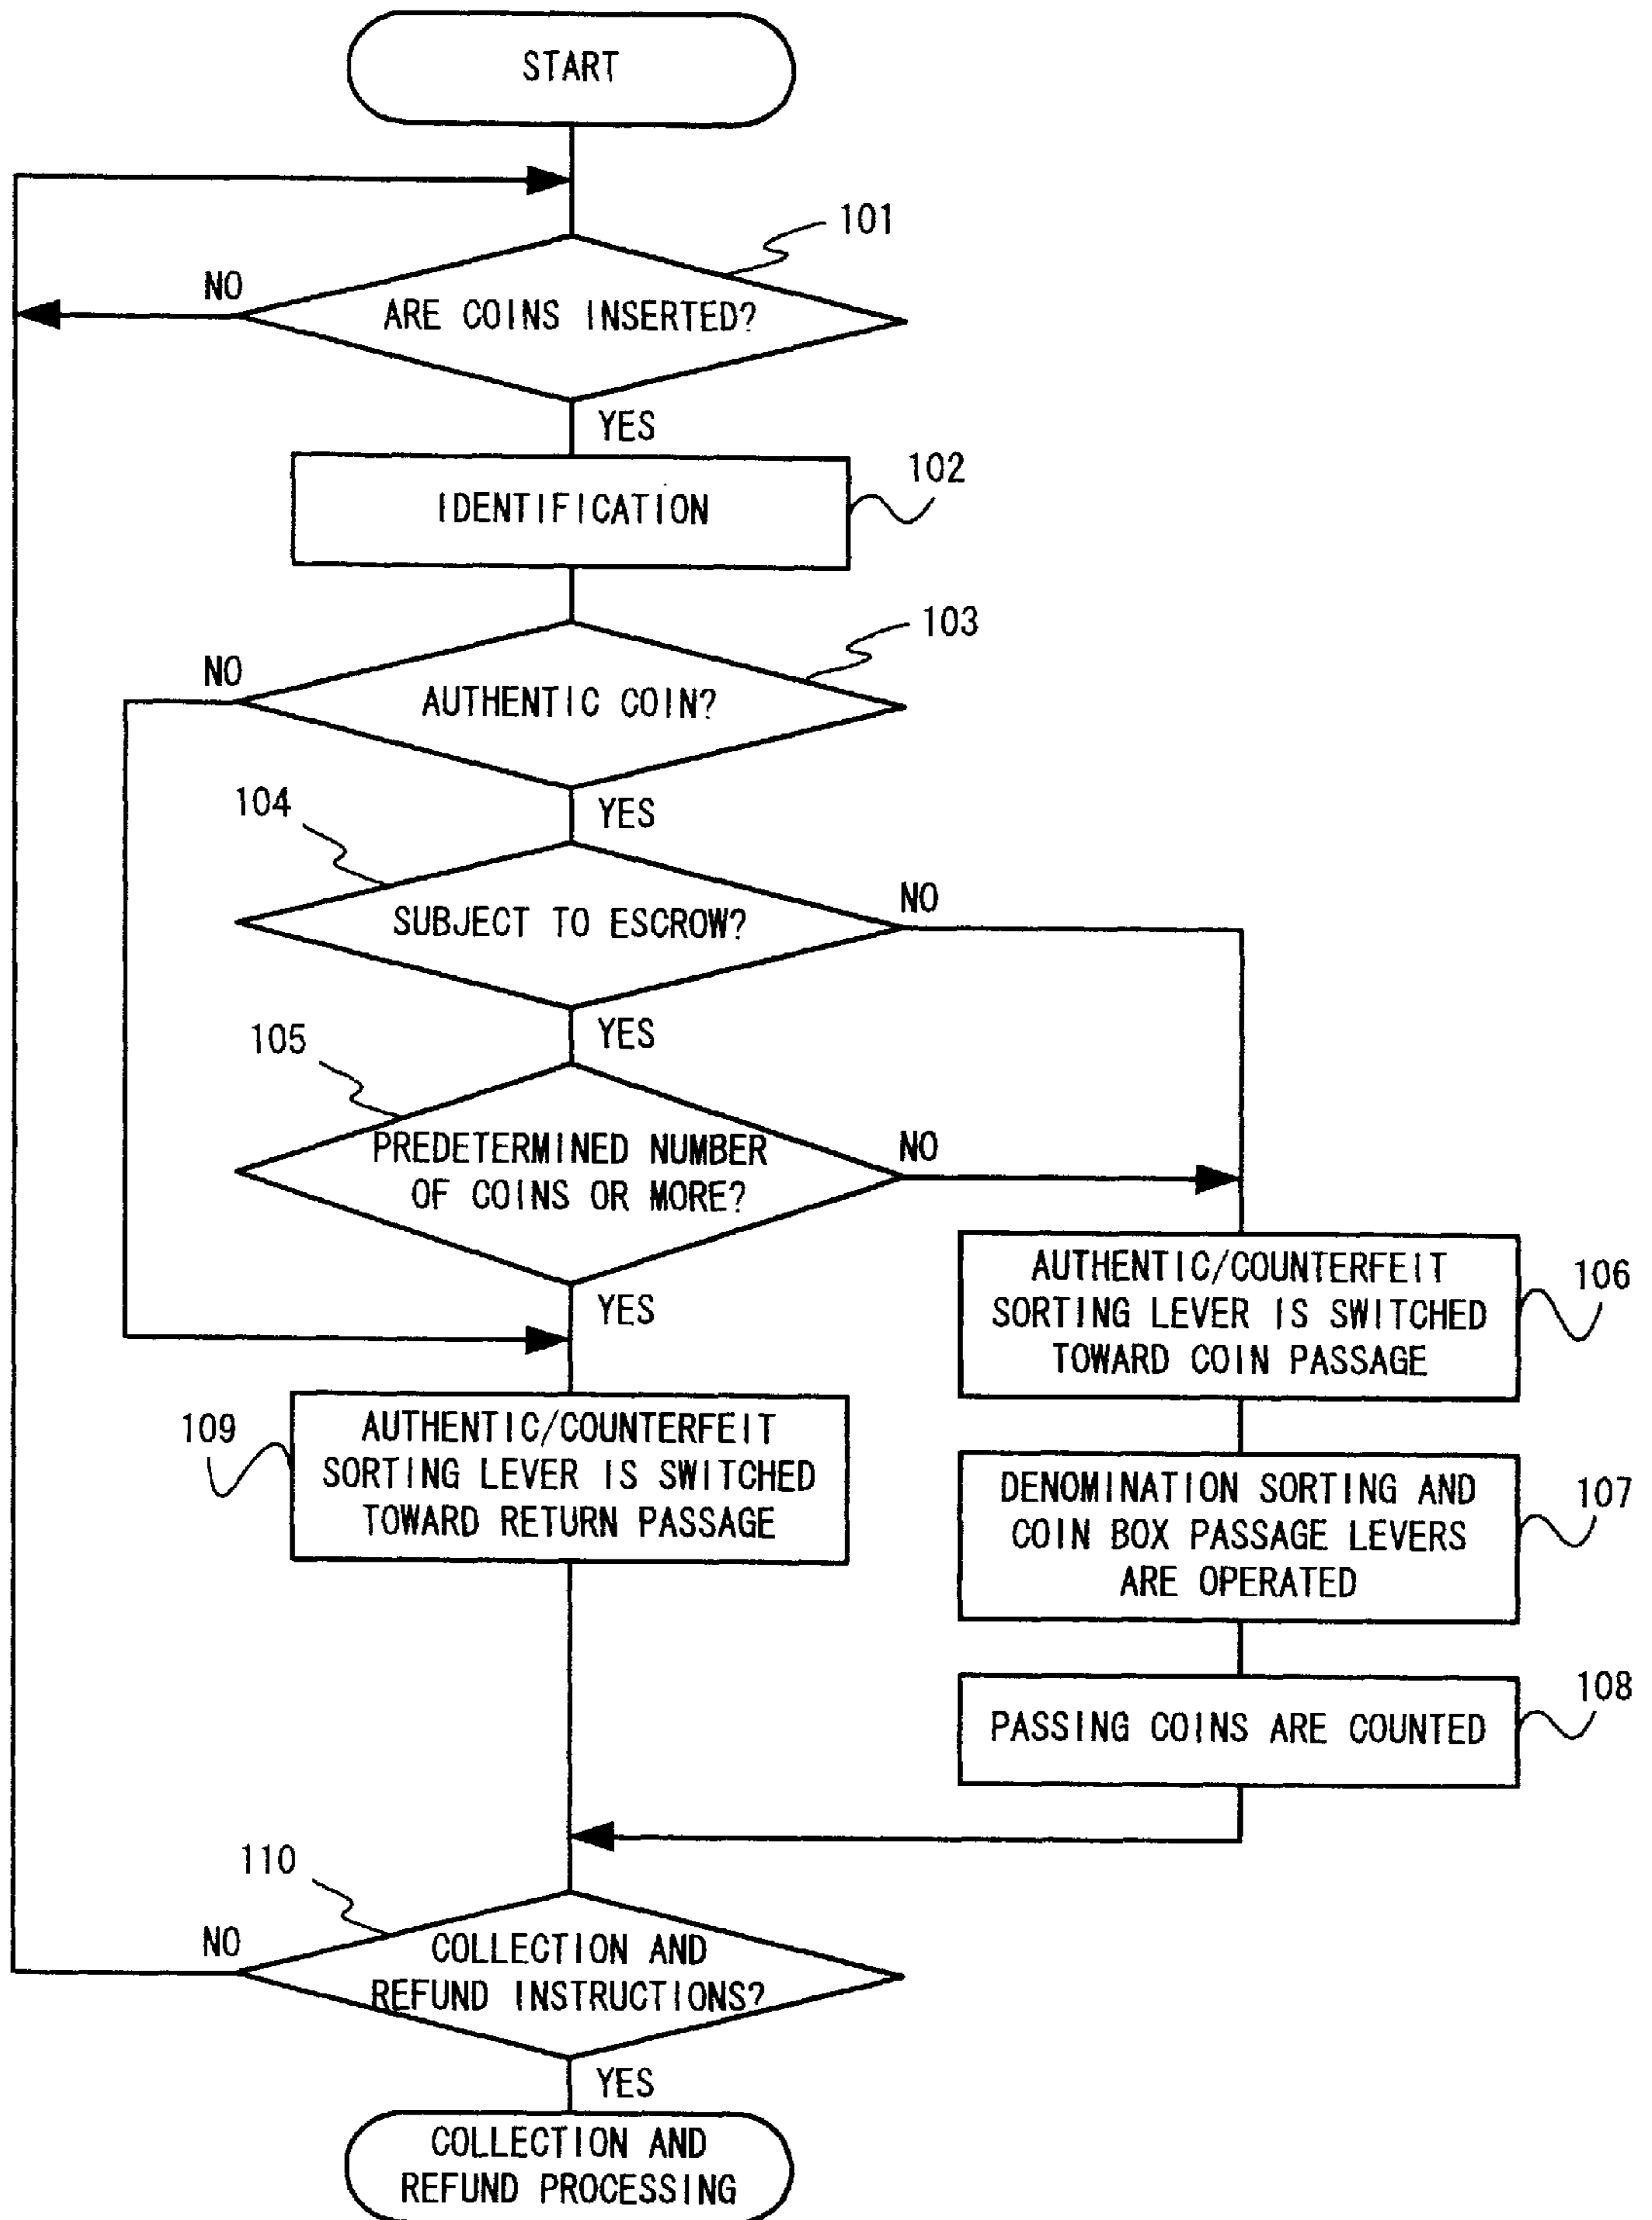 START
101
NO
ARE COINS INSERTED?
YES
102
IDENTIFICATION
103
NO
AUTHENTIC COIN?
YES
104
NO
SUBJECT TO ESCROW?
YES
105
NO
PREDETERMINED NUMBER
OF COINS OR MORE?
YES
AUTHENTIC/COUNTERFEIT
SORTING LEVER IS SWITCHED
TOWARD COIN PASSAGE
106
109
AUTHENTIC/COUNTERFEIT
SORTING LEVER IS SWITCHED
TOWARD RETURN PASSAGE
DENOMINATION SORTING AND
COIN BOX PASSAGE LEVERS
ARE OPERATED
107
PASSING COINS ARE COUNTED
108
110
NO
COLLECTION AND
REFUND INSTRUCTIONS?
YES
COLLECTION AND
REFUND PROCESSING